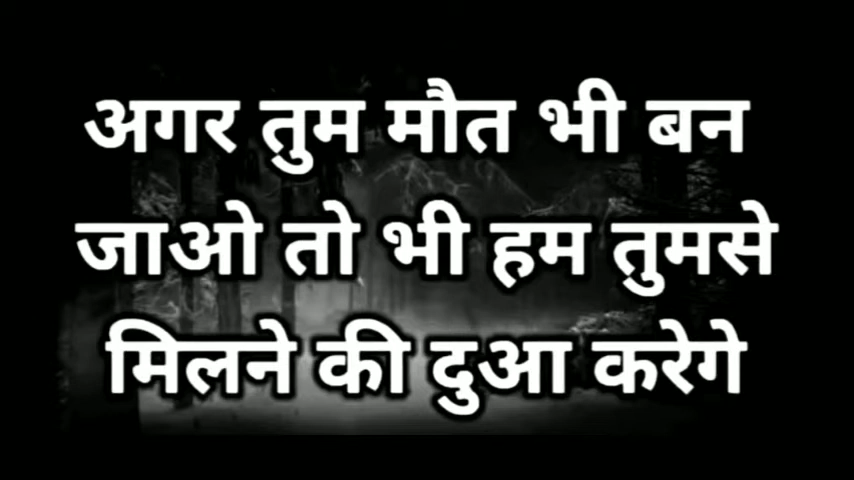 अगर तुम मौत भी बन
जाओ तो भी हम तुमसे
मिलने की दुआ करेगे